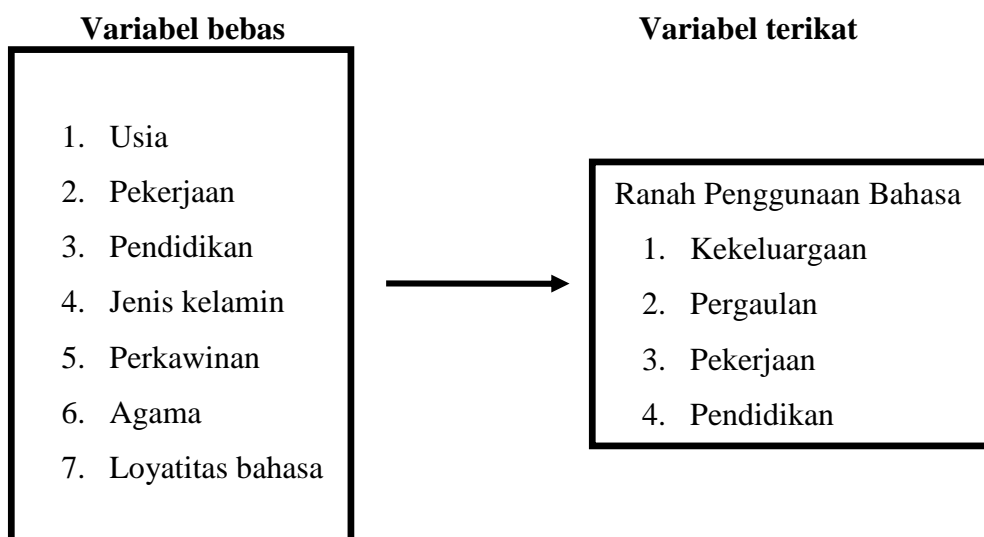 Variabel bebas
1. Usia
2. Pekerjaan
3. Pendidikan
4. Jenis kelamin
5. Perkawinan
6. Agama
7. Loyatitas bahasa
Variabel terikat
Ranah Penggunaan Bahasa
1. Kekeluargaan
2. Pergaulan
3. Pekerjaan
4. Pendidikan